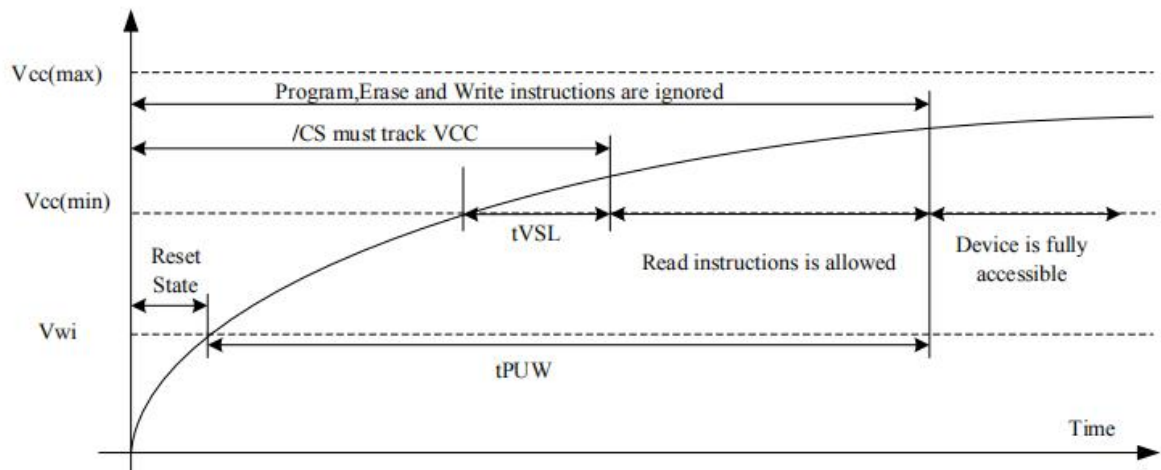 Vcc(max)
Program,Erase and Write instructions are ignored
/CS must track VCC
Vcc(min)
tVSL
Reset
State
Read instructions is allowed
Device is fully
accessible
Vwi
tPUW
Time